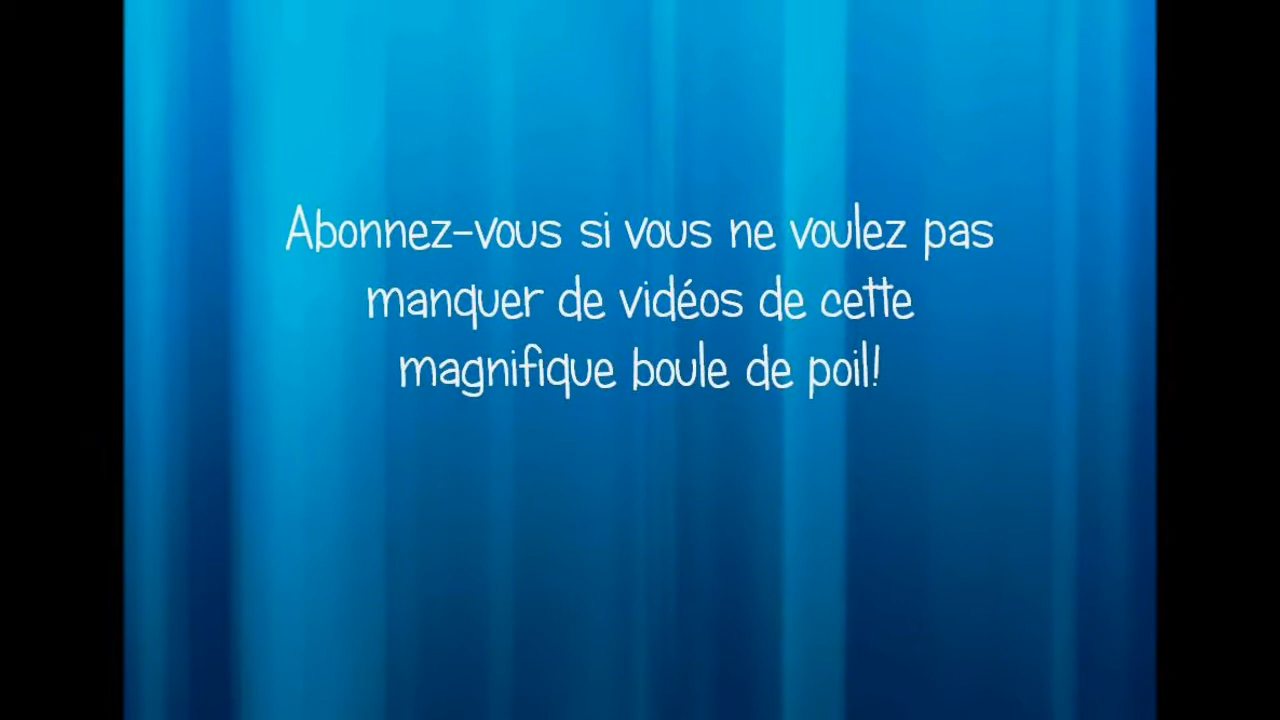 Abonnez-vous si vous ne voulez pas
manquer de vidéos de cette
magnifique boule de poil!